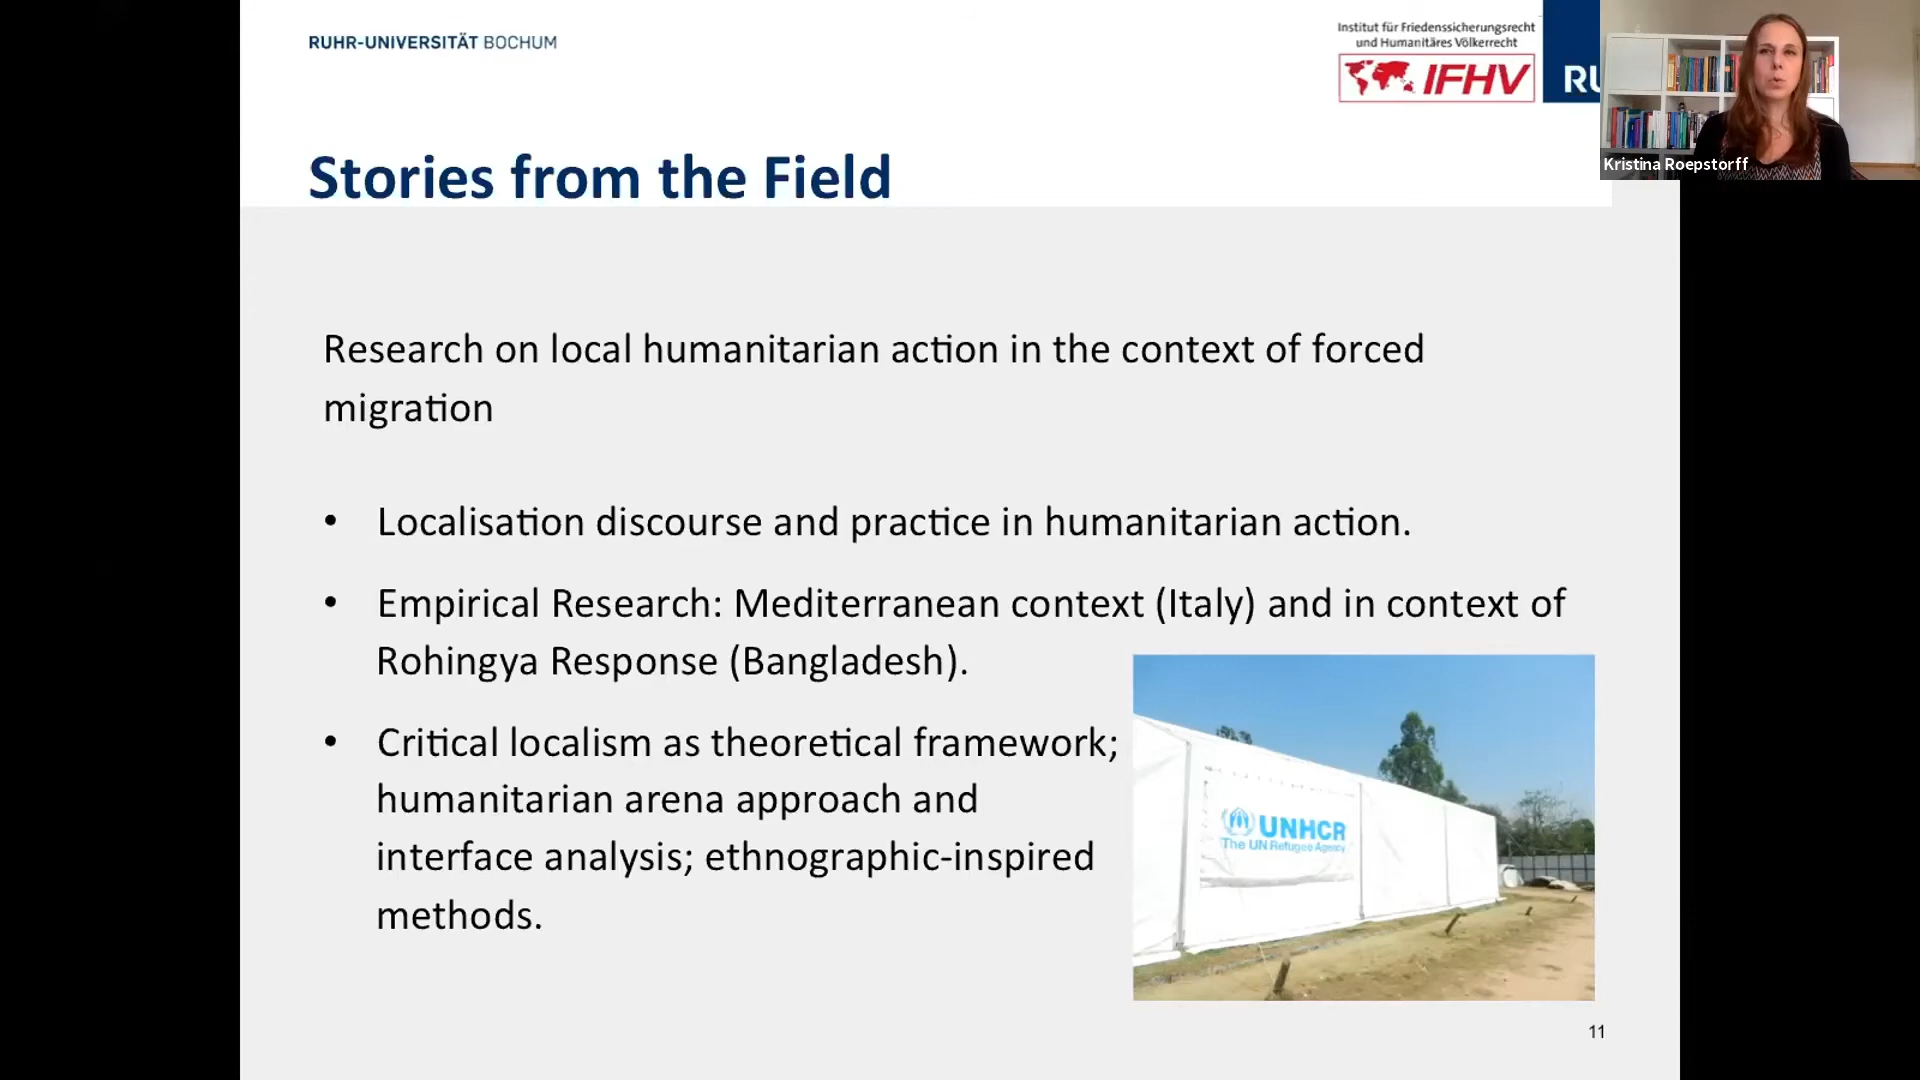 RUHR-UNIVERSITÄT BOCHUM
Institut für Friedenssicherungsrecht
und Humanitäres Völkerrecht
IFHV
RU
Kristina Roepstorff
Stories from the Field
Research on local humanitarian action in the context of forced
migration
• Localisation discourse and practice in humanitarian action.
• Empirical Research: Mediterranean context (Italy) and in context of
Rohingya Response (Bangladesh).
• Critical localism as theoretical framework;
humanitarian arena approach and
interface analysis; ethnographic-inspired
methods.
UNHCR
The UN Refugee Agency
11